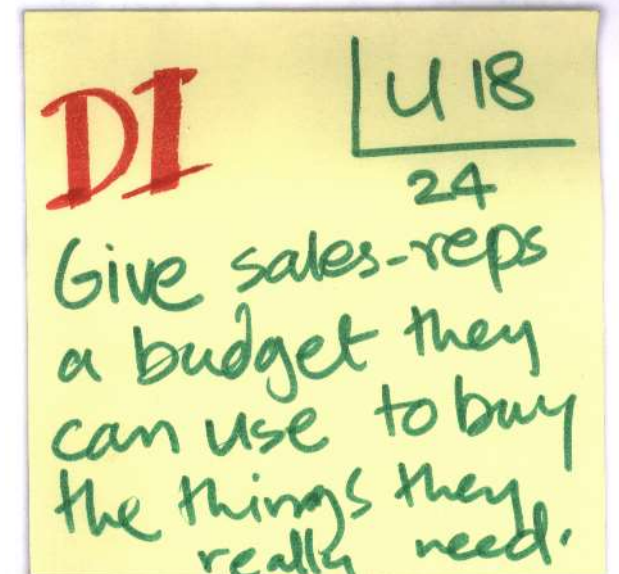 DI
U 18
24
Give sales-reps
a budget they
can use to buy
the things they
really need.